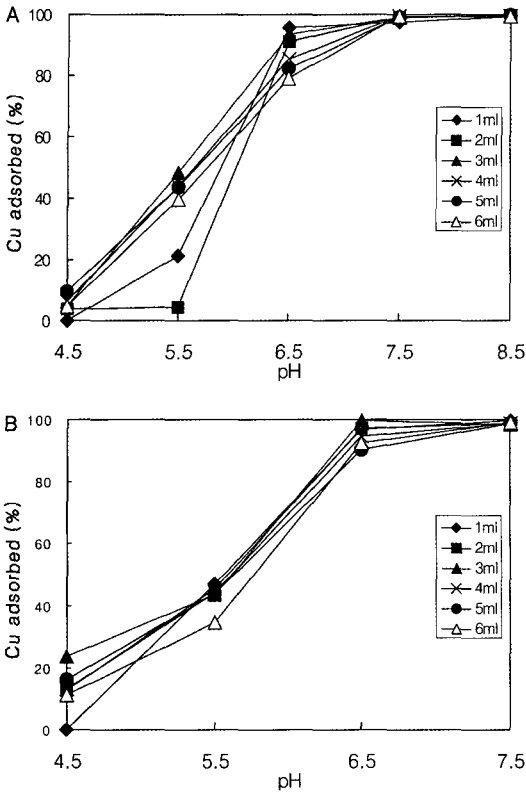 A
Cu adsorbed (%)
100
80
60
40
20
0
1ml
2ml
3ml
4ml
5ml
6ml
4.5 5.5 6.5 7.5 8.5
pH
B
Cu adsorbed (%)
100
80
60
40
20
0
1ml
2ml
3ml
4ml
5ml
6ml
4.5 5.5 6.5 7.5
pH